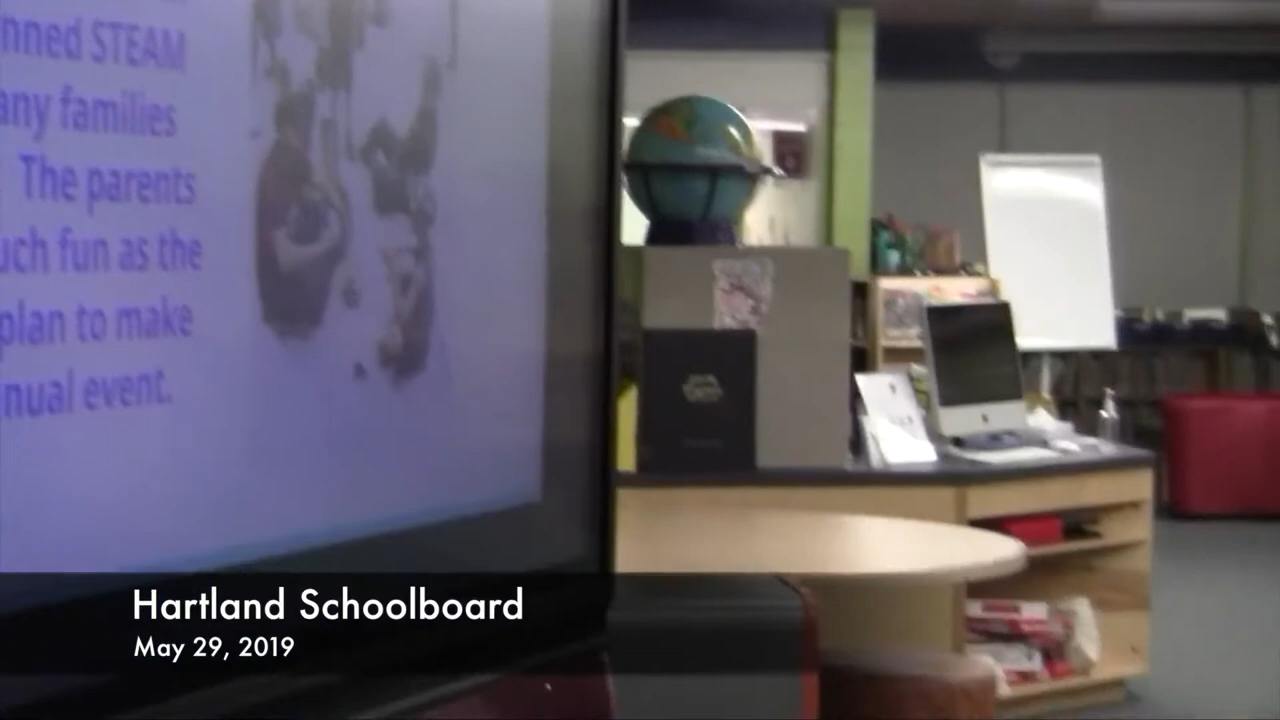 nned STEAM
any families
The parents
uch fun as the
plan to make
nual event.
Hartland Schoolboard
May 29, 2019